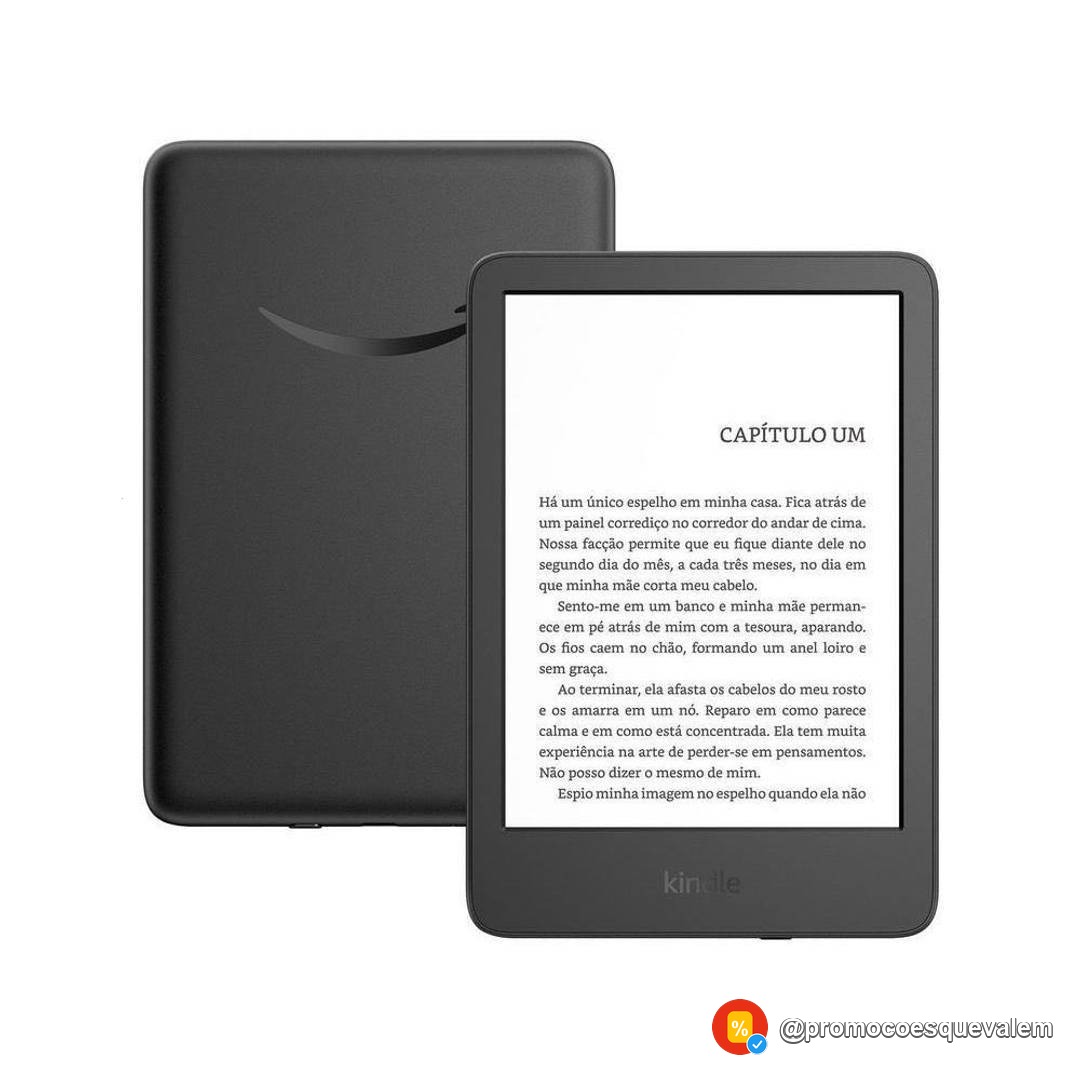 CAPÍTULO UM
Há um único espelho em minha casa. Fica atrás de
um painel corrediço no corredor do andar de cima.
Nossa facção permite que eu fique diante dele no
segundo dia do mês, a cada três meses, no dia em
que minha mãe corta meu cabelo.
Sento-me em um banco e minha mãe perman-
ece em pé atrás de mim com a tesoura, aparando.
Os fios caem no chão, formando um anel loiro e
sem graça.
Ao terminar, ela afasta os cabelos do meu rosto
e os amarra em um nó. Reparo em como parece
calma e em como está concentrada. Ela tem muita
experiência na arte de perder-se em pensamentos.
Não posso dizer o mesmo de mim.
Espio minha imagem no espelho quando ela não
kindle
%
@promocoesquevalem